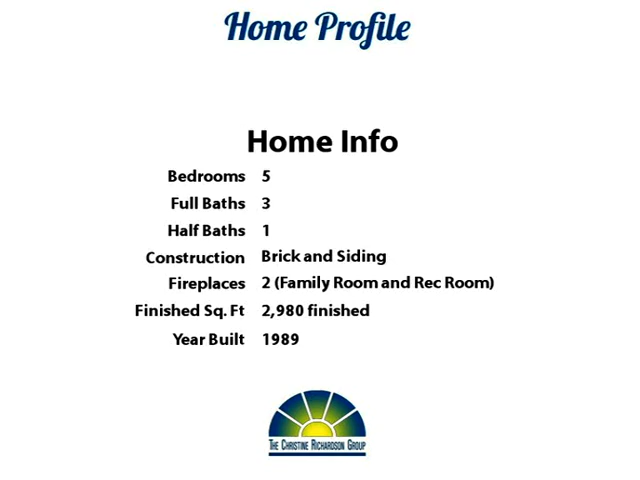 Home Profile
Home Info
Bedrooms 5
Full Baths 3
Half Baths 1
Construction Brick and Siding
Fireplaces 2 (Family Room and Rec Room)
Finished Sq. Ft 2,980 finished
Year Built 1989
The Christine Richardson Group